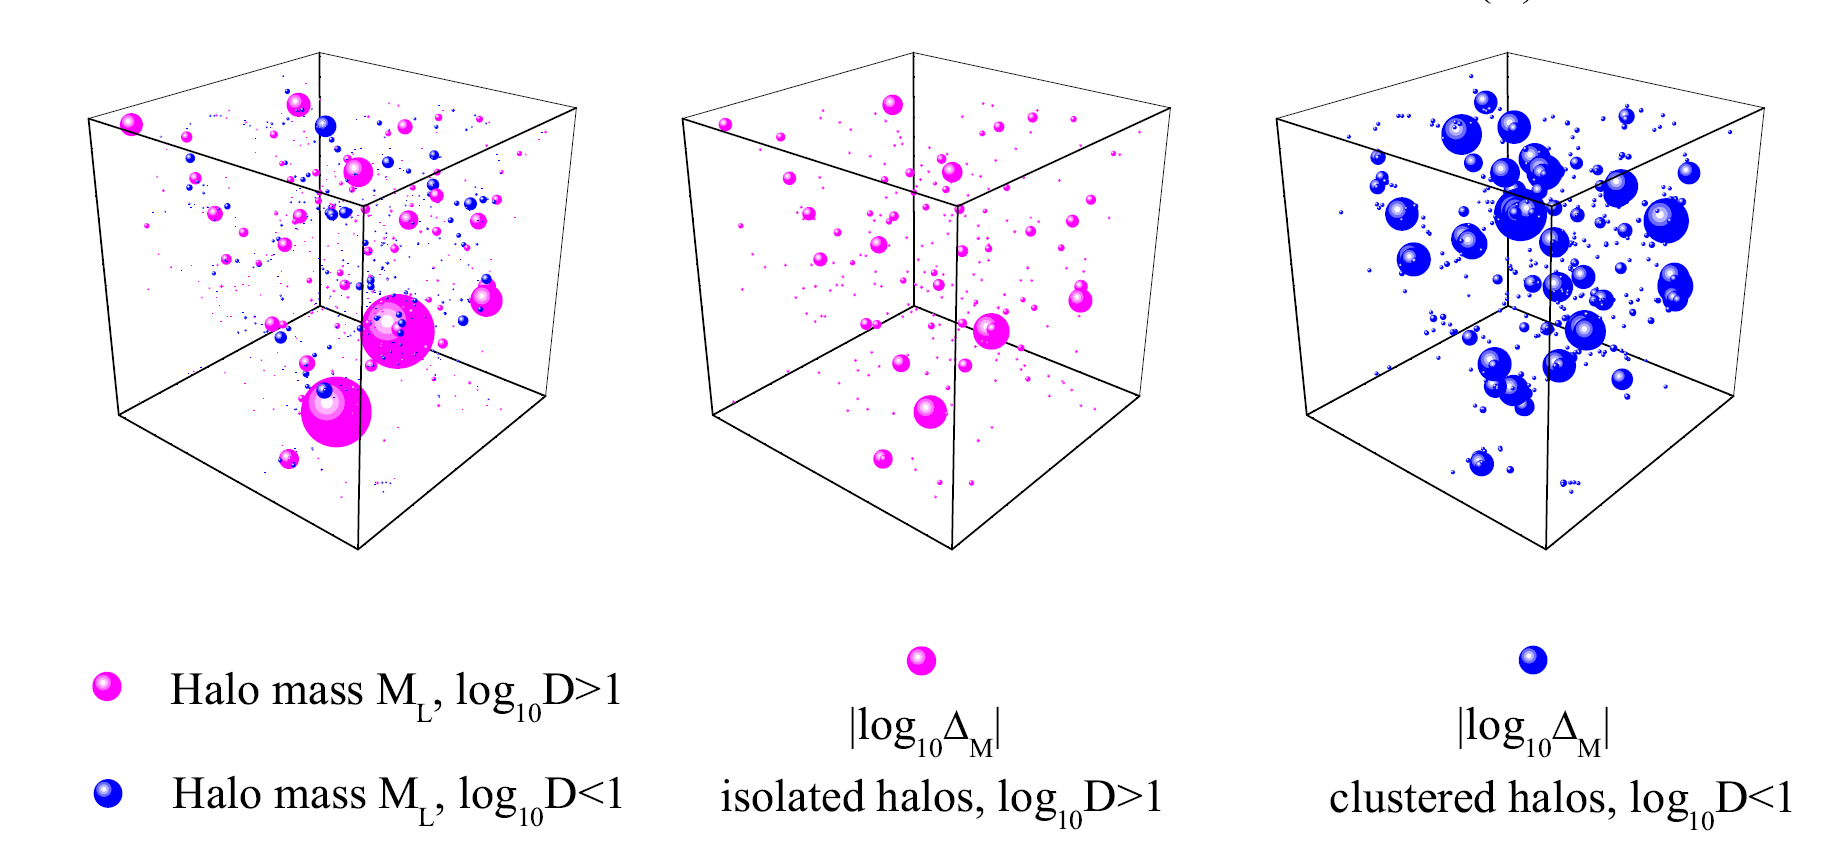 Halo mass M_L, log_10D>1
Halo mass M_L, log_10D<1
|log_10Δ_M|
isolated halos, log_10D>1
|log_10Δ_M|
clustered halos, log_10D<1